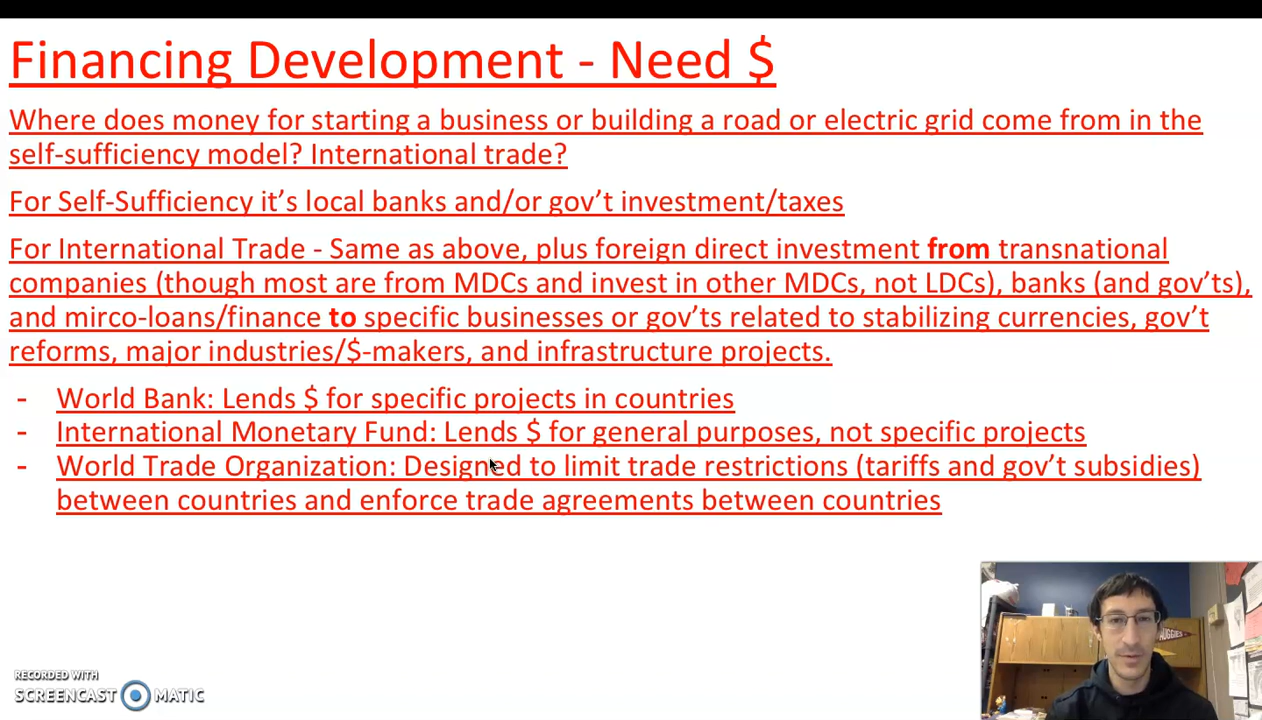 Financing Development - Need $
Where does money for starting a business or building a road or electric grid come from in the
self-sufficiency model? International trade?
For Self-Sufficiency it’s local banks and/or gov’t investment/taxes
For International Trade - Same as above, plus foreign direct investment from transnational
companies (though most are from MDCs and invest in other MDCs, not LDCs), banks (and gov’ts),
and mirco-loans/finance to specific businesses or gov’ts related to stabilizing currencies, gov’t
reforms, major industries/$-makers, and infrastructure projects.
- World Bank: Lends $ for specific projects in countries
- International Monetary Fund: Lends $ for general purposes, not specific projects
- World Trade Organization: Designed to limit trade restrictions (tariffs and gov’t subsidies)
between countries and enforce trade agreements between countries
HUGGIES
RECORDED WITH
SCREENCAST MATIC